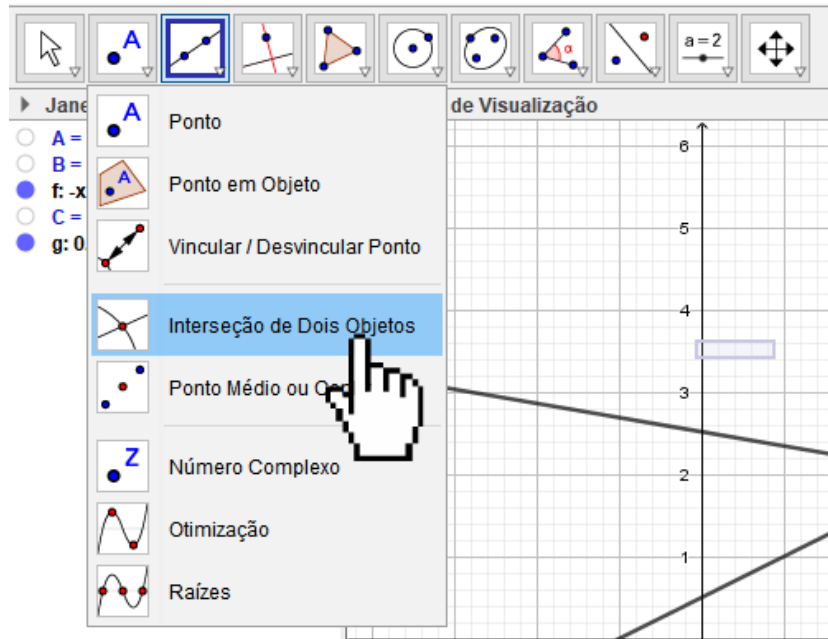 A
α
a=2
Jane
de Visualização
A =
B =
f: -x
C =
g: 0
A
Ponto
A
Ponto em Objeto
Vincular / Desvincular Ponto
Interseção de Dois Objetos
Ponto Médio ou
Z
Número Complexo
Otimização
Raízes
6
5
4
3
2
1